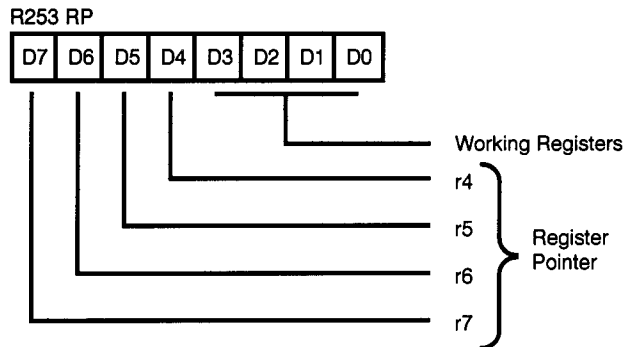 R253 RP
D7 D6 D5 D4 D3 D2 D1 D0
Working Registers
r4
r5
Register
Pointer
r6
r7